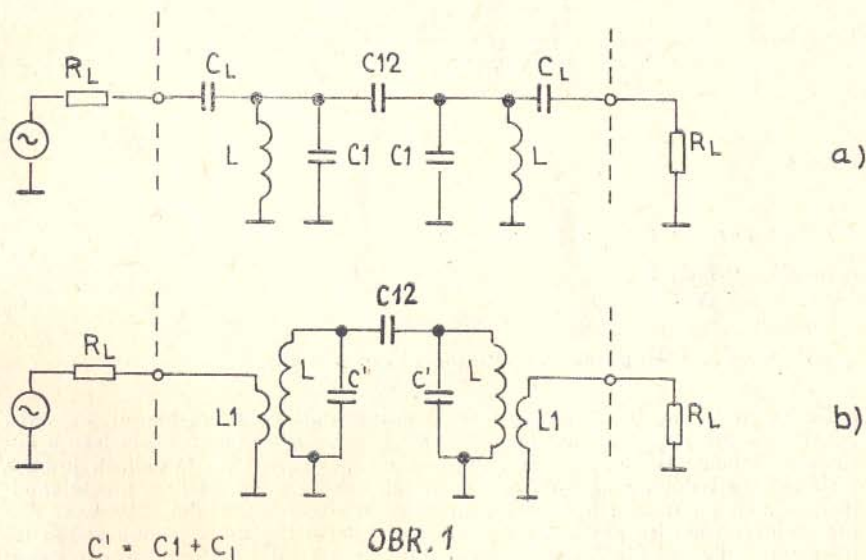 RL CL C12 CL
L C1 C1 L RL a)
C12
RL L1 L C' C' L L1 RL b)
C' = C1 + CL OBR.1